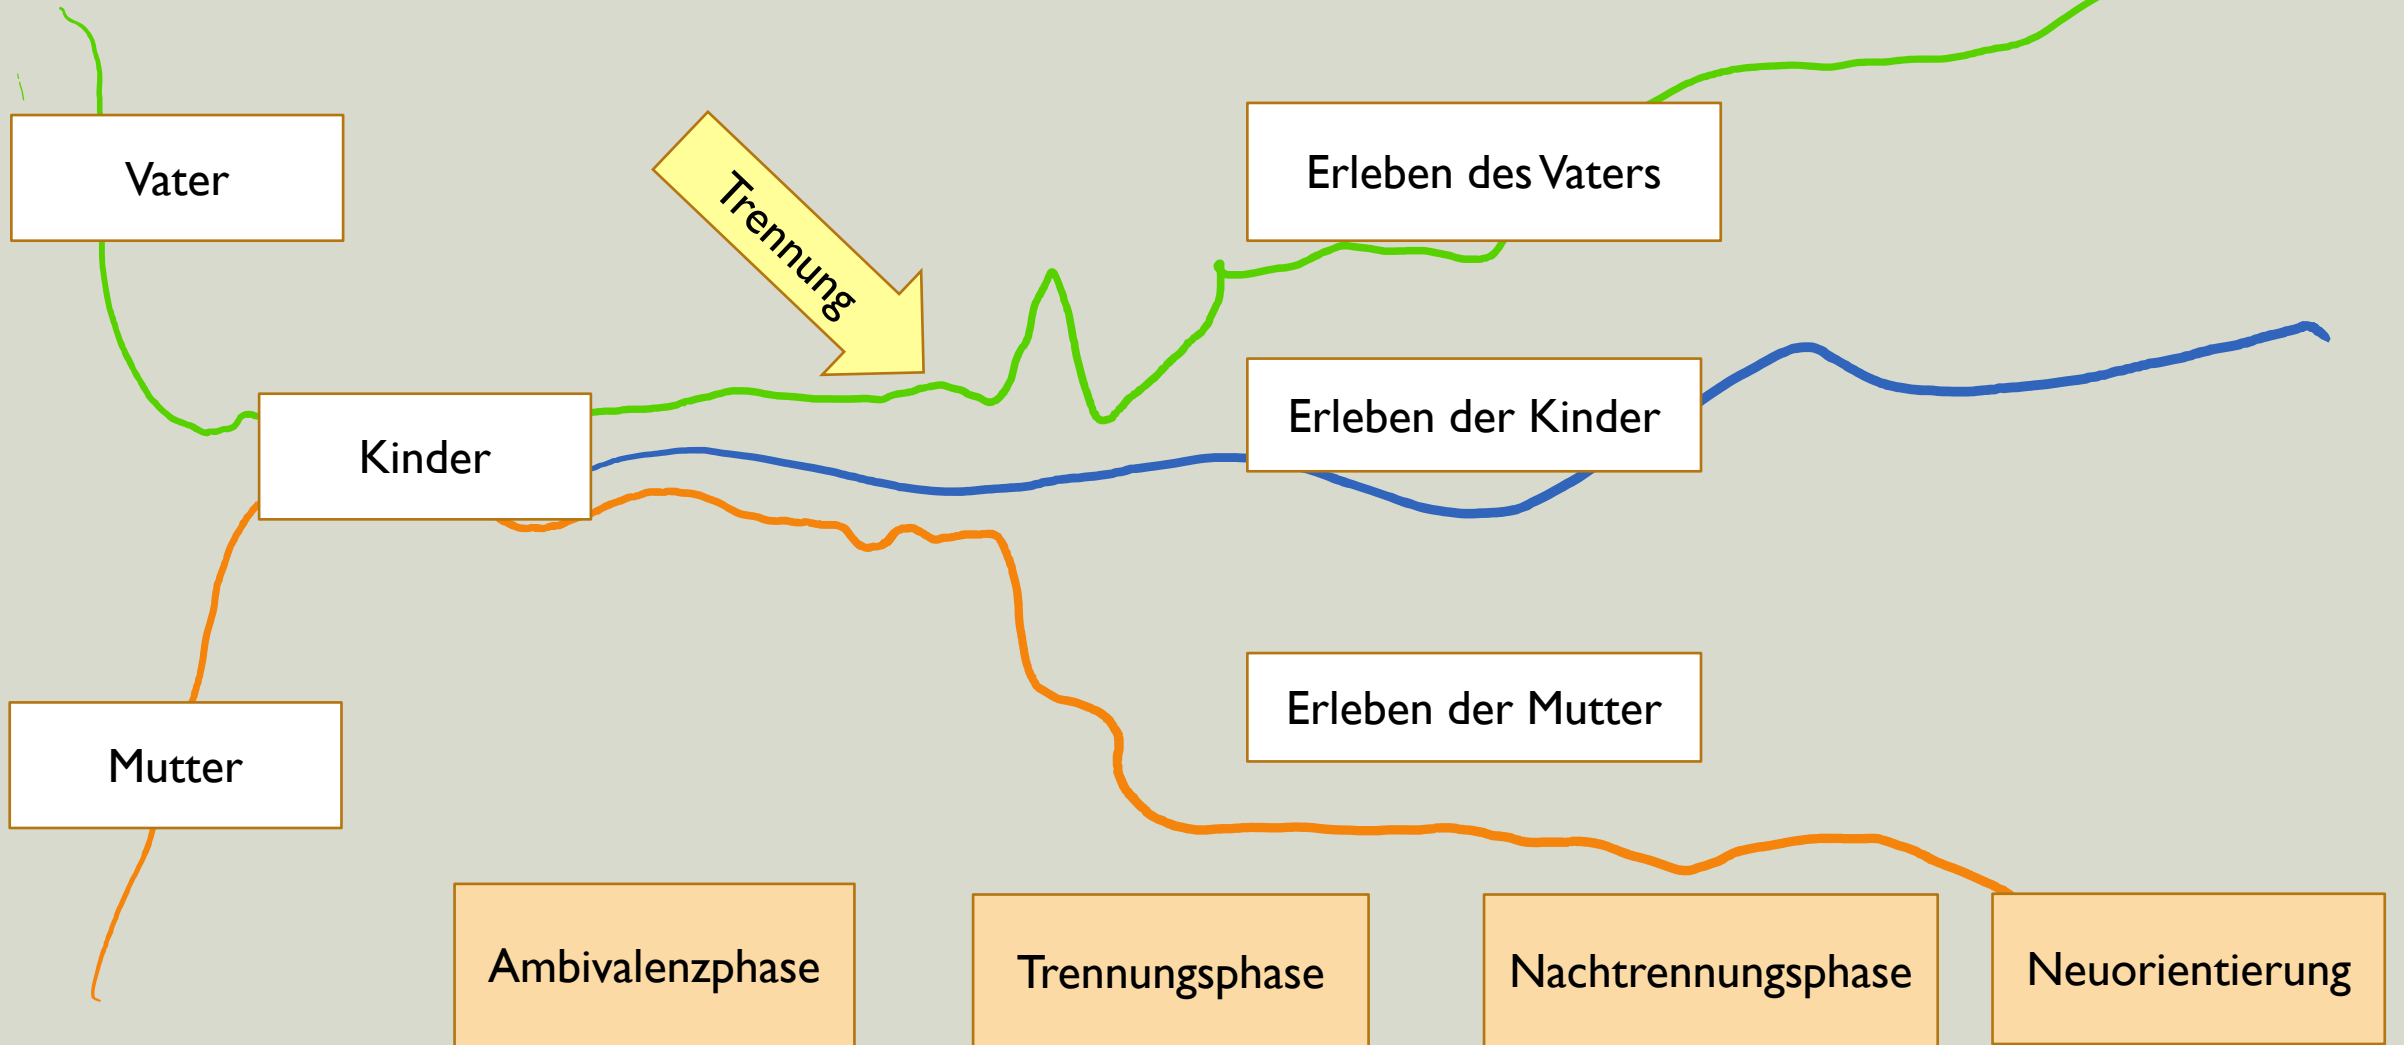 Vater
Trennung
Erleben des Vaters
Kinder
Erleben der Kinder
Mutter
Erleben der Mutter
Ambivalenzphase
Trennungsphase
Nachtrennungsphase
Neuorientierung